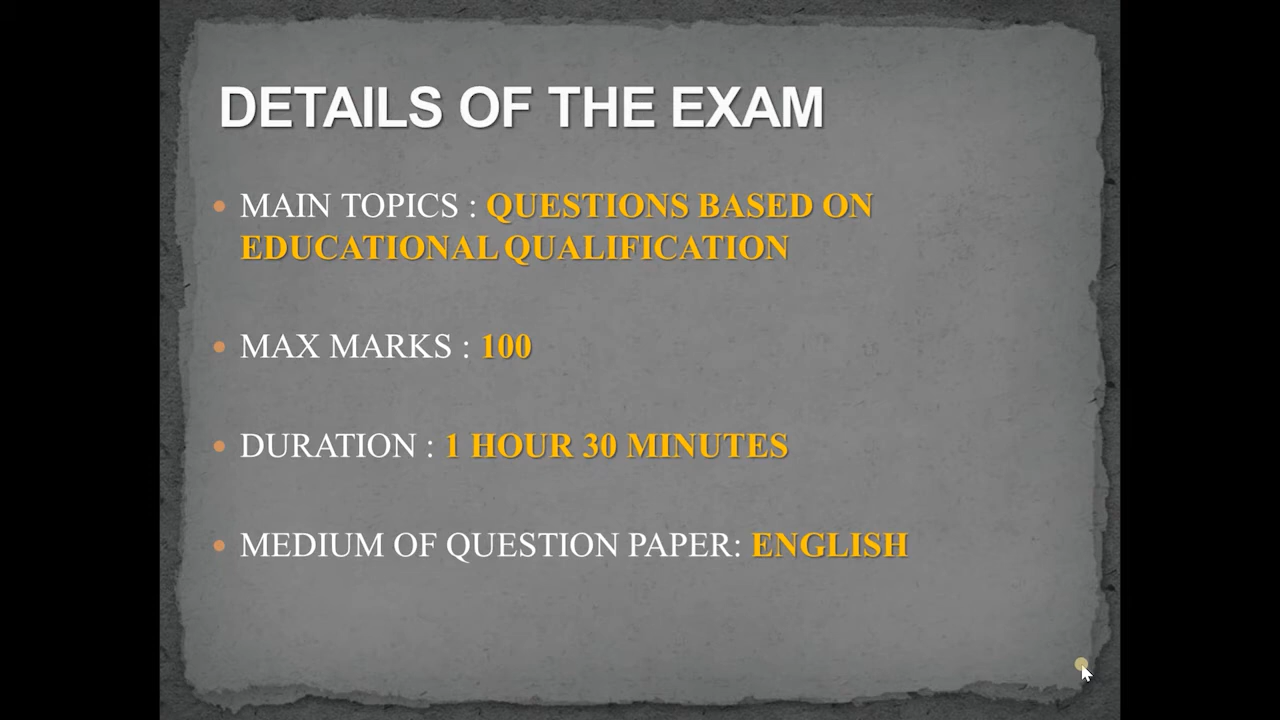 DETAILS OF THE EXAM
• MAIN TOPICS : QUESTIONS BASED ON
EDUCATIONAL QUALIFICATION
• MAX MARKS : 100
• DURATION : 1 HOUR 30 MINUTES
• MEDIUM OF QUESTION PAPER: ENGLISH